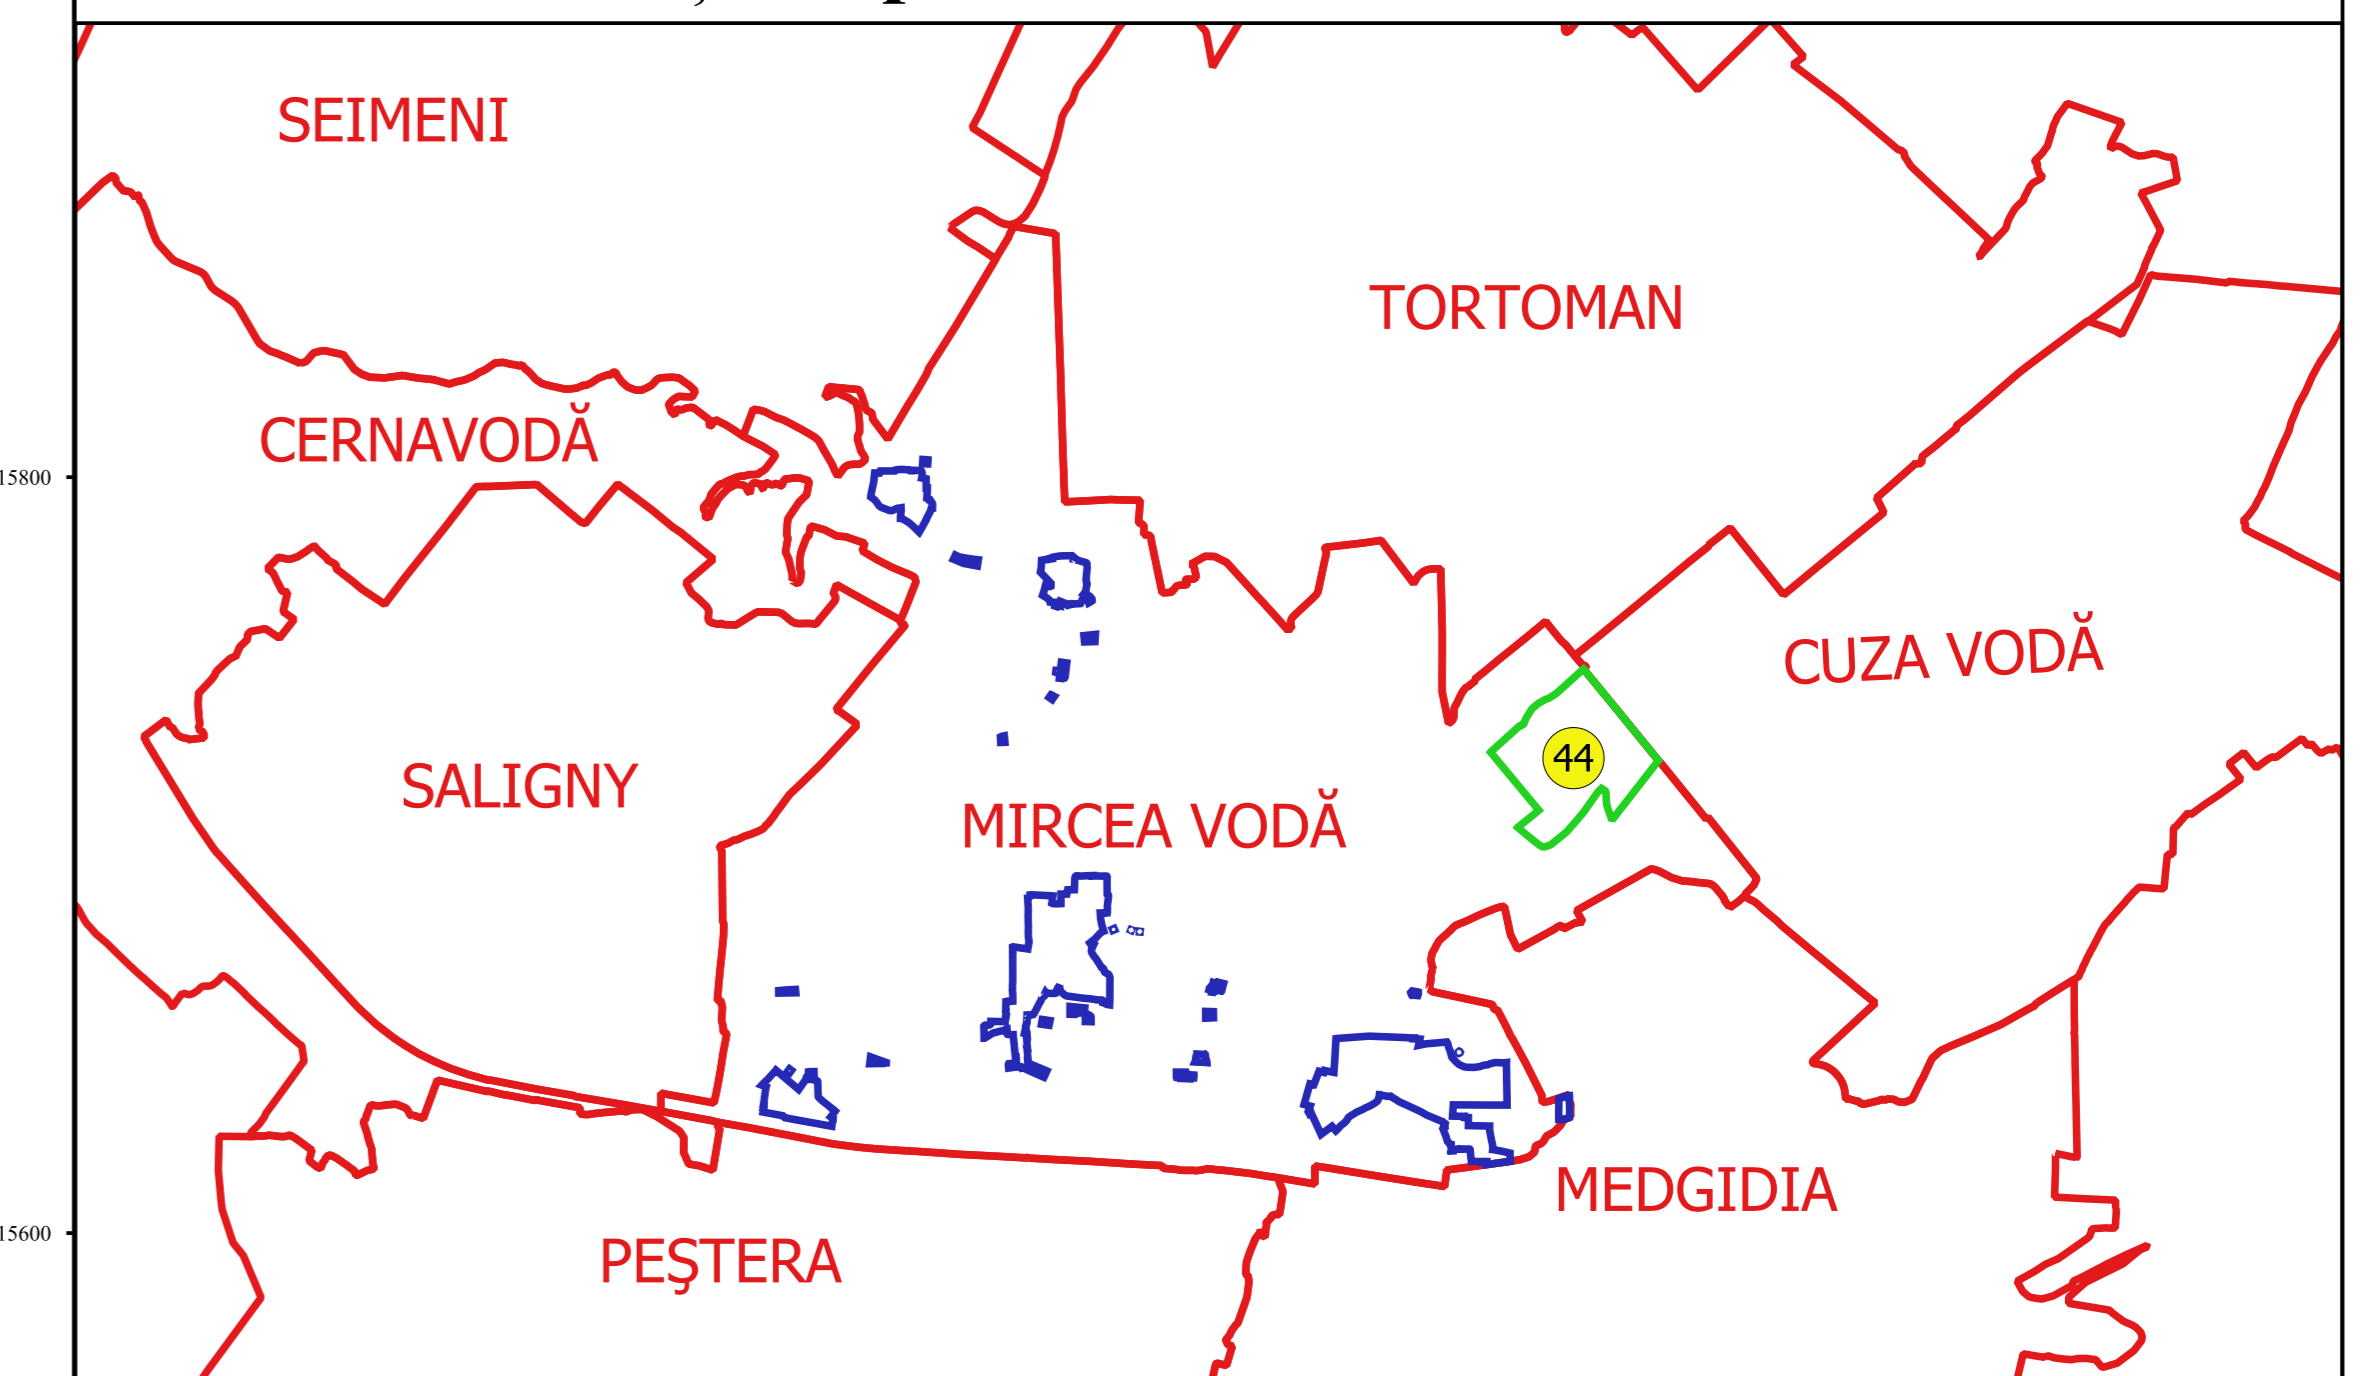 SEIMENI
TORTOMAN
CERNAVODĂ
15800
CUZA VODĂ
44
SALIGNY
MIRCEA VODĂ
MEDGIDIA
15600
PEŞTERA